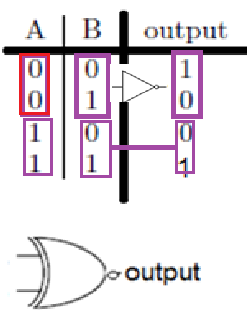 A B output
0 0 1
0 1 0
1 0 0
1 1 1
output